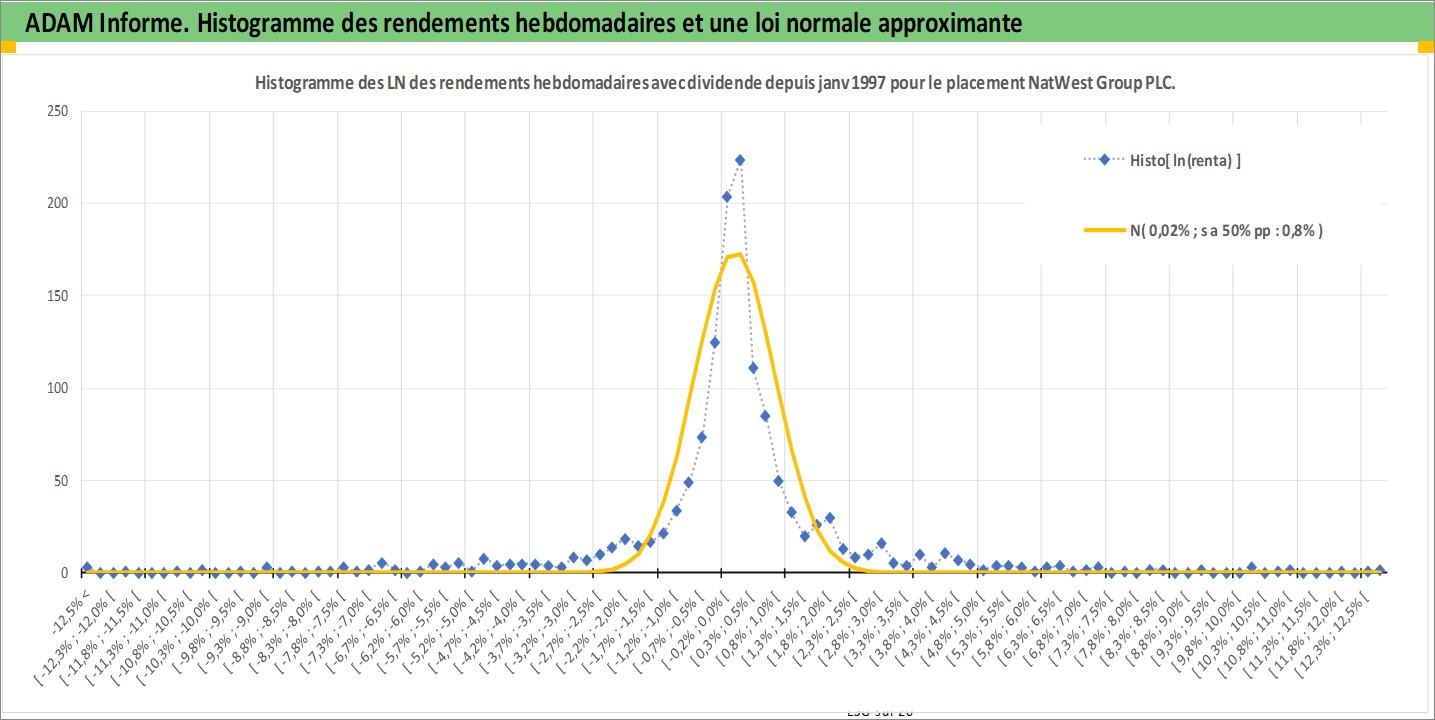 ADAM Informe. Histogramme des rendements hebdomadaires et une loi normale approximante
Histogramme des LN des rendements hebdomadaires avec dividende depuis janv 1997 pour le placement NatWest Group PLC.
250
200
150
100
50
0
Histo[ ln(renta) ]
N( 0,02% ; s a 50% pp : 0,8% )
-12,5% <
[ -12,3% ; -12,0% [
[ -11,8% ; -11,5% [
[ -11,3% ; -11,0% [
[ -10,8% ; -10,5% [
[ -10,3% ; -10,0% [
[ -9,8% ; -9,5% [
[ -9,3% ; -9,0% [
[ -8,8% ; -8,5% [
[ -8,3% ; -8,0% [
[ -7,8% ; -7,5% [
[ -7,3% ; -7,0% [
[ -6,7% ; -6,5% [
[ -6,2% ; -6,0% [
[ -5,7% ; -5,5% [
[ -5,2% ; -5,0% [
[ -4,7% ; -4,5% [
[ -4,2% ; -4,0% [
[ -3,7% ; -3,5% [
[ -3,2% ; -3,0% [
[ -2,7% ; -2,5% [
[ -2,2% ; -2,0% [
[ -1,7% ; -1,5% [
[ -1,2% ; -1,0% [
[ -0,7% ; -0,5% [
[ -0,2% ; 0,0% [
[ 0,3% ; 0,5% [
[ 0,8% ; 1,0% [
[ 1,3% ; 1,5% [
[ 1,8% ; 2,0% [
[ 2,3% ; 2,5% [
[ 2,8% ; 3,0% [
[ 3,3% ; 3,5% [
[ 3,8% ; 4,0% [
[ 4,3% ; 4,5% [
[ 4,8% ; 5,0% [
[ 5,3% ; 5,5% [
[ 5,8% ; 6,0% [
[ 6,3% ; 6,5% [
[ 6,8% ; 7,0% [
[ 7,3% ; 7,5% [
[ 7,8% ; 8,0% [
[ 8,3% ; 8,5% [
[ 8,8% ; 9,0% [
[ 9,3% ; 9,5% [
[ 9,8% ; 10,0% [
[ 10,3% ; 10,5% [
[ 10,8% ; 11,0% [
[ 11,3% ; 11,5% [
[ 11,8% ; 12,0% [
[ 12,3% ; 12,5% [